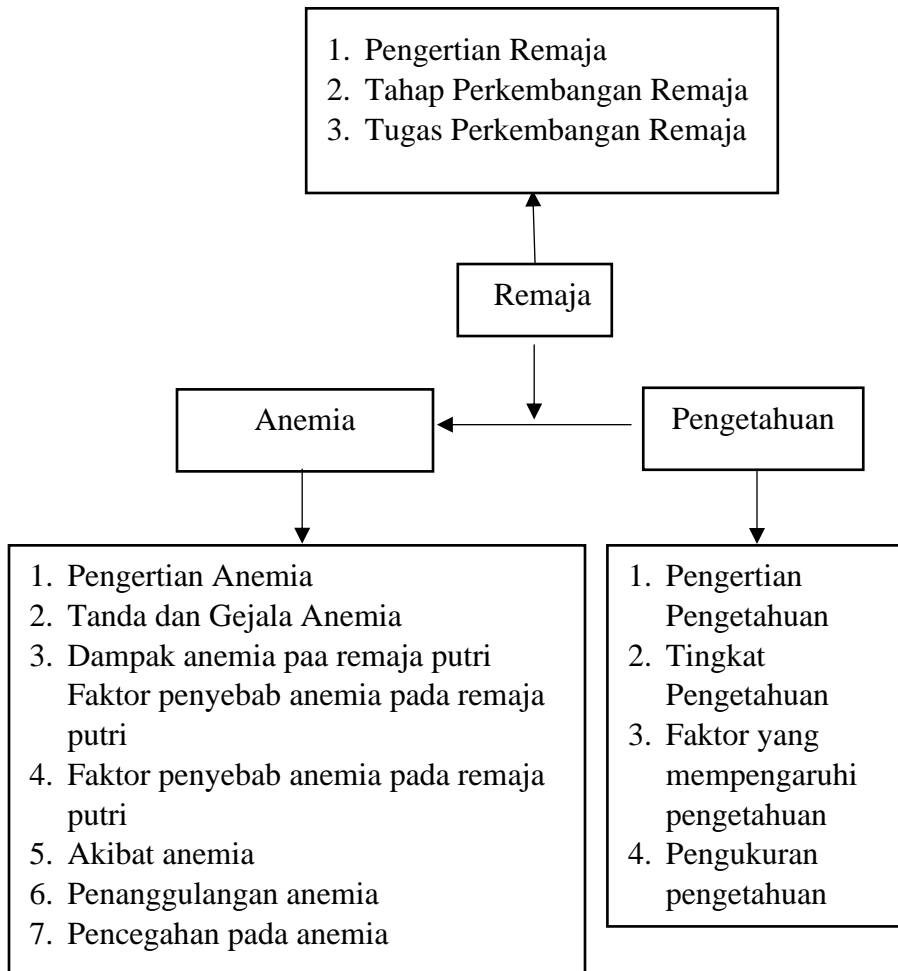 1. Pengertian Remaja
2. Tahap Perkembangan Remaja
3. Tugas Perkembangan Remaja
Remaja
Anemia
Pengetahuan
1. Pengertian Anemia
2. Tanda dan Gejala Anemia
3. Dampak anemia paa remaja putri
Faktor penyebab anemia pada remaja
putri
4. Faktor penyebab anemia pada remaja
putri
5. Akibat anemia
6. Penanggulangan anemia
7. Pencegahan pada anemia
1. Pengertian
Pengetahuan
2. Tingkat
Pengetahuan
3. Faktor yang
mempengaruhi
pengetahuan
4. Pengukuran
pengetahuan